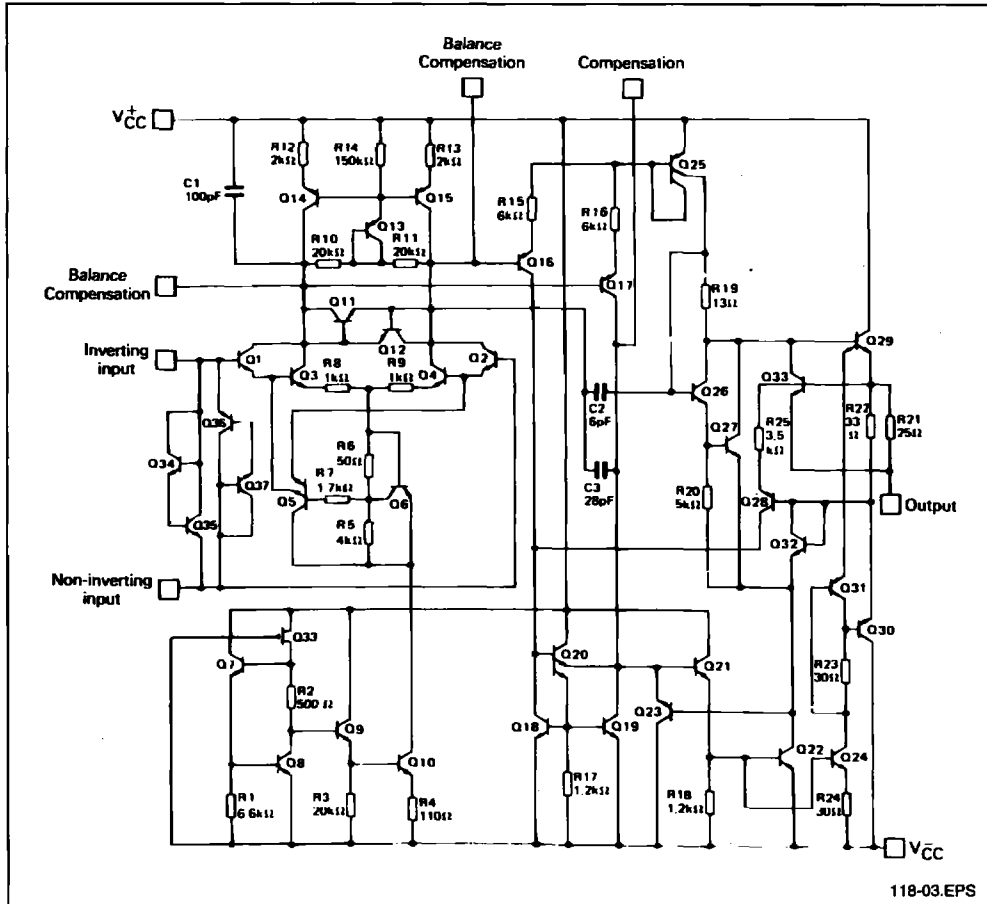 Balance
Compensation
Compensation
V+CC
R12
2kΩ
R14
150kΩ
R13
2kΩ
Q25
C1
100pF
Q14
Q15
R15
6kΩ
R16
6kΩ
Q13
R10
20kΩ
R11
20kΩ
Q16
Q17
R19
13Ω
Balance
Compensation
Q11
Q12
Q29
Inverting
input
Q1
Q3
R8
1kΩ
R9
1kΩ
Q4
Q2
C2
6pF
Q26
Q33
R22
33
Ω
R21
25Ω
Q36
Q27
R25
3,5
kΩ
Q34
Q37
R6
50Ω
R7
1.7kΩ
Q5
Q6
C3
28pF
R20
5kΩ
Q28
Output
Q35
R5
4kΩ
Q32
Non-inverting
input
Q31
Q33
Q7
Q20
Q21
Q30
R2
500 Ω
R23
30Ω
Q9
Q18
Q19
Q23
Q8
Q10
Q22
Q24
R1
6.6kΩ
R3
20kΩ
R4
110Ω
R17
1.2kΩ
R18
1.2kΩ
R24
30Ω
V-CC
118-03.EPS